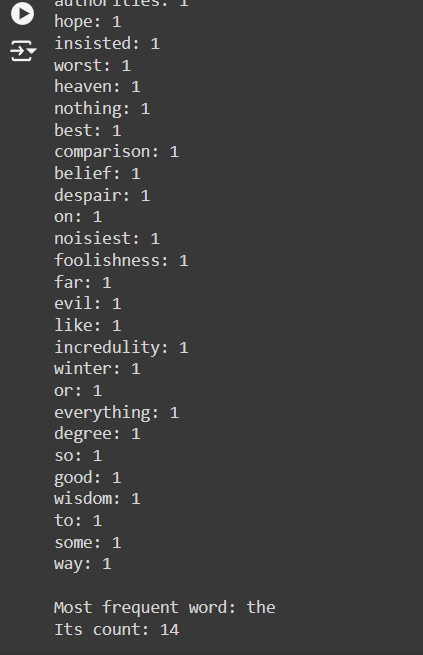 authorities: 1
hope: 1
insisted: 1
worst: 1
heaven: 1
nothing: 1
best: 1
comparison: 1
belief: 1
despair: 1
on: 1
noisiest: 1
foolishness: 1
far: 1
evil: 1
like: 1
incredulity: 1
winter: 1
or: 1
everything: 1
degree: 1
so: 1
good: 1
wisdom: 1
to: 1
some: 1
way: 1
Most frequent word: the
Its count: 14